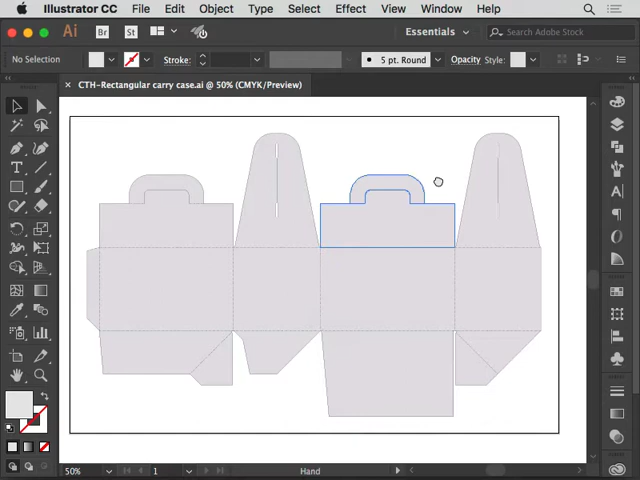 Illustrator CC File Edit Object Type Select Effect View Window Help
Ai Br St Essentials Search Adobe Stock
No Selection Stroke: 5 pt. Round Opacity Style:
× CTH-Rectangular carry case.ai @ 50% (CMYK/Preview)
50% 1 Hand